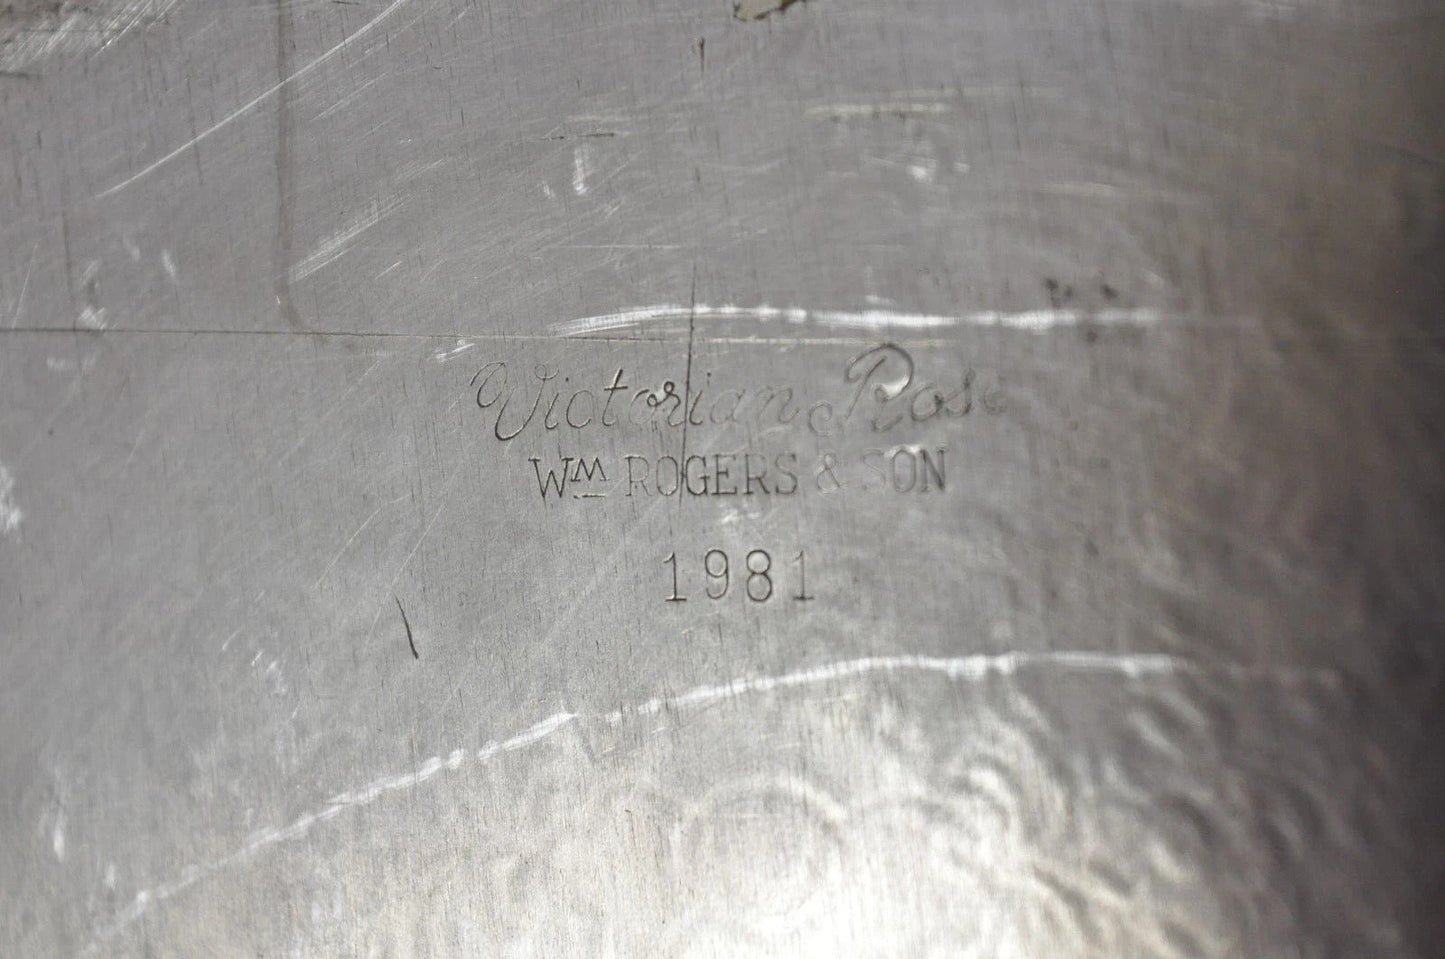 Victorian Rose
WM ROGERS & SON
1981